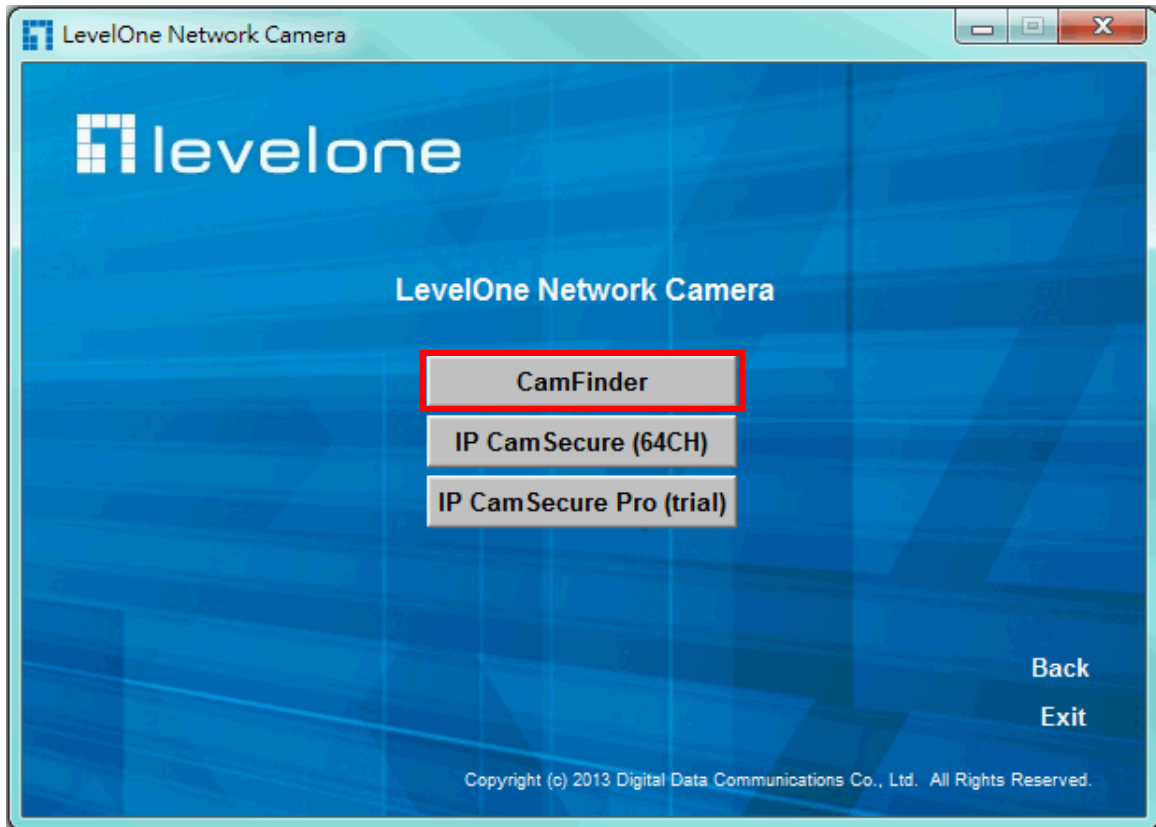 LevelOne Network Camera
levelone
LevelOne Network Camera
CamFinder
IP CamSecure (64CH)
IP CamSecure Pro (trial)
Back
Exit
Copyright (c) 2013 Digital Data Communications Co., Ltd. All Rights Reserved.